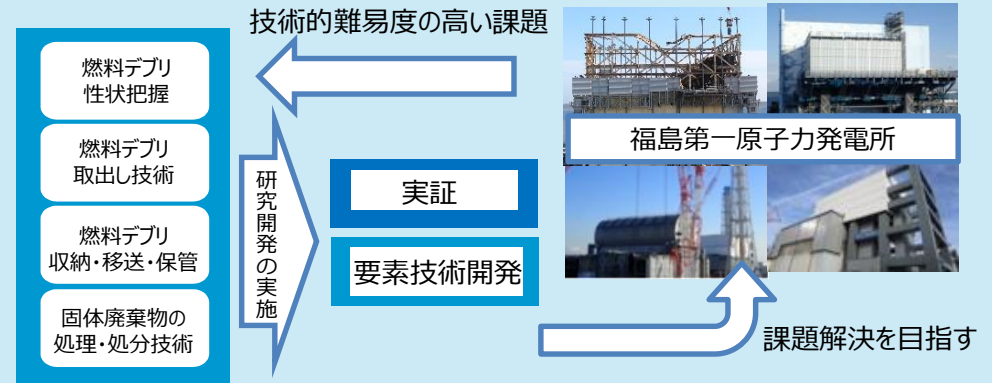 技術的難易度の高い課題
燃料デブリ
性状把握
燃料デブリ
取出し技術
燃料デブリ
収納・移送・保管
固体廃棄物の
処理・処分技術
研究開発の実施
実証
要素技術開発
福島第一原子力発電所
課題解決を目指す